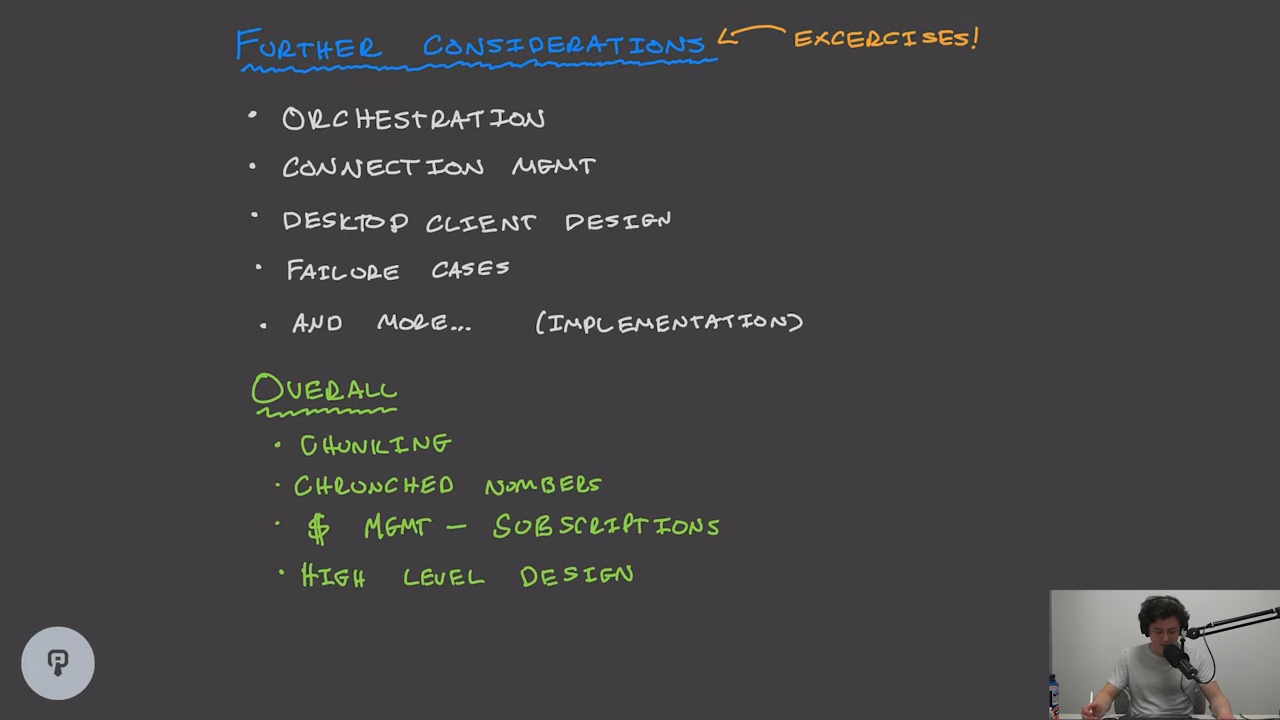 FURTHER CONSIDERATIONS ← EXCERCISES!
• ORCHESTRATION
• CONNECTION MGMT
• DESKTOP CLIENT DESIGN
• FAILURE CASES
• AND MORE... (IMPLEMENTATION)
OVERALL
• CHUNKING
• CHRUNCHED NUMBERS
• $ MGMT — SUBSCRIPTIONS
• HIGH LEVEL DESIGN